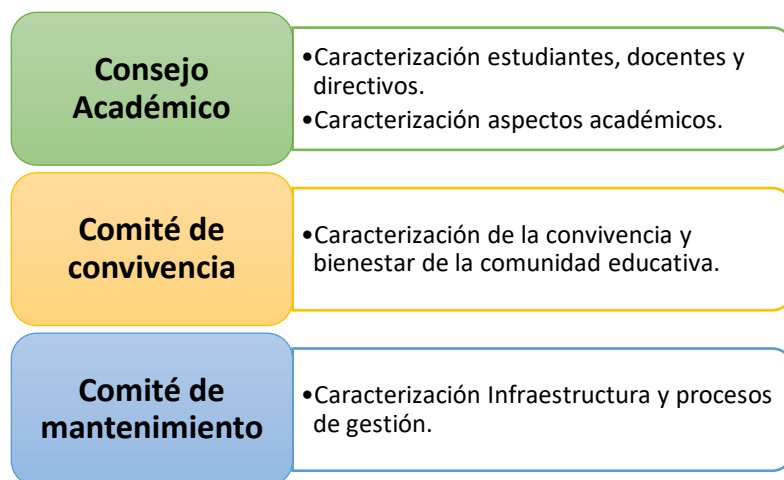 Consejo
Académico
•Caracterización estudiantes, docentes y
directivos.
•Caracterización aspectos académicos.
Comité de
convivencia
•Caracterización de la convivencia y
bienestar de la comunidad educativa.
Comité de
mantenimiento
•Caracterización Infraestructura y procesos
de gestión.